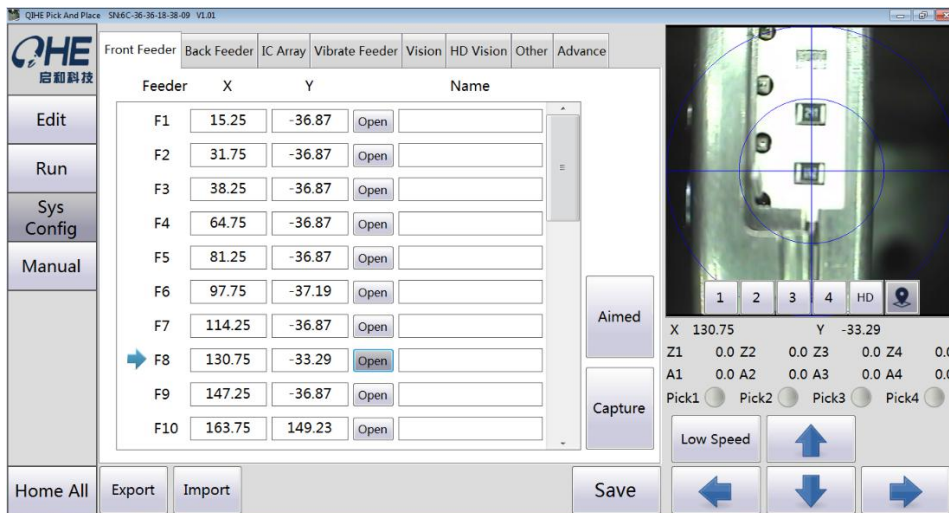 QIHE Pick And Place SN:6C-36-36-18-38-09 V1.01
QHE
启和科技
Edit
Run
Sys
Config
Manual
Home All
Front Feeder Back Feeder IC Array Vibrate Feeder Vision HD Vision Other Advance
Feeder X Y Name
F1 15.25 -36.87 Open
F2 31.75 -36.87 Open
F3 38.25 -36.87 Open
F4 64.75 -36.87 Open
F5 81.25 -36.87 Open
F6 97.75 -37.19 Open
F7 114.25 -36.87 Open
F8 130.75 -33.29 Open
F9 147.25 -36.87 Open
F10 163.75 149.23 Open
Aimed
Capture
Export Import Save
1 2 3 4 HD
X 130.75 Y -33.29
Z1 0.0 Z2 0.0 Z3 0.0 Z4
A1 0.0 A2 0.0 A3 0.0 A4
Pick1 Pick2 Pick3 Pick4
Low Speed